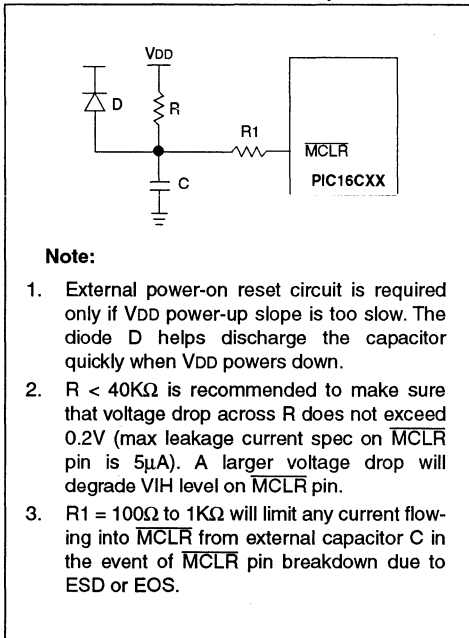 VDD
D
R
R1
MCLR
C
PIC16CXX
Note:
1. External power-on reset circuit is required
only if VDD power-up slope is too slow. The
diode D helps discharge the capacitor
quickly when VDD powers down.
2. R < 40KΩ is recommended to make sure
that voltage drop across R does not exceed
0.2V (max leakage current spec on MCLR
pin is 5µA). A larger voltage drop will
degrade VIH level on MCLR pin.
3. R1 = 100Ω to 1KΩ will limit any current flow-
ing into MCLR from external capacitor C in
the event of MCLR pin breakdown due to
ESD or EOS.